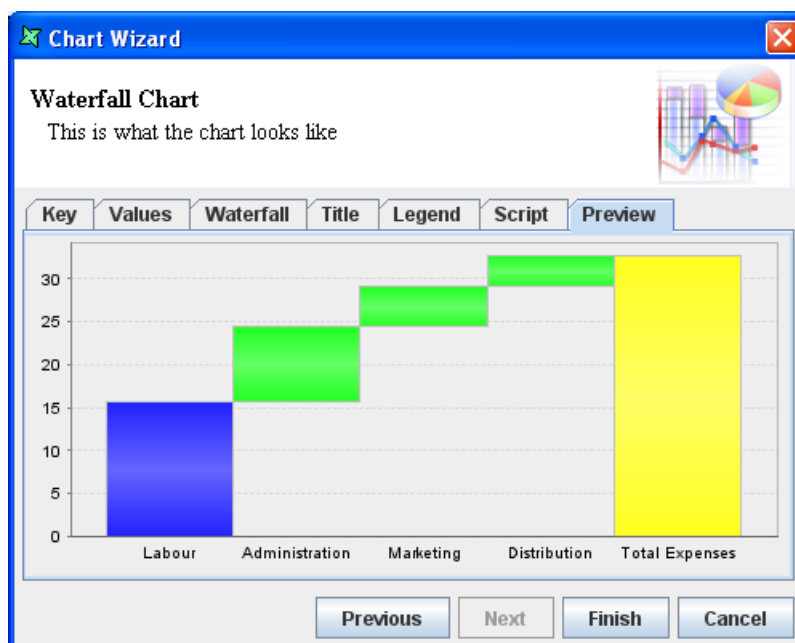 Chart Wizard
Waterfall Chart
This is what the chart looks like
Key Values Waterfall Title Legend Script Preview
30
25
20
15
10
5
0
Labour Administration Marketing Distribution Total Expenses
Previous Next Finish Cancel